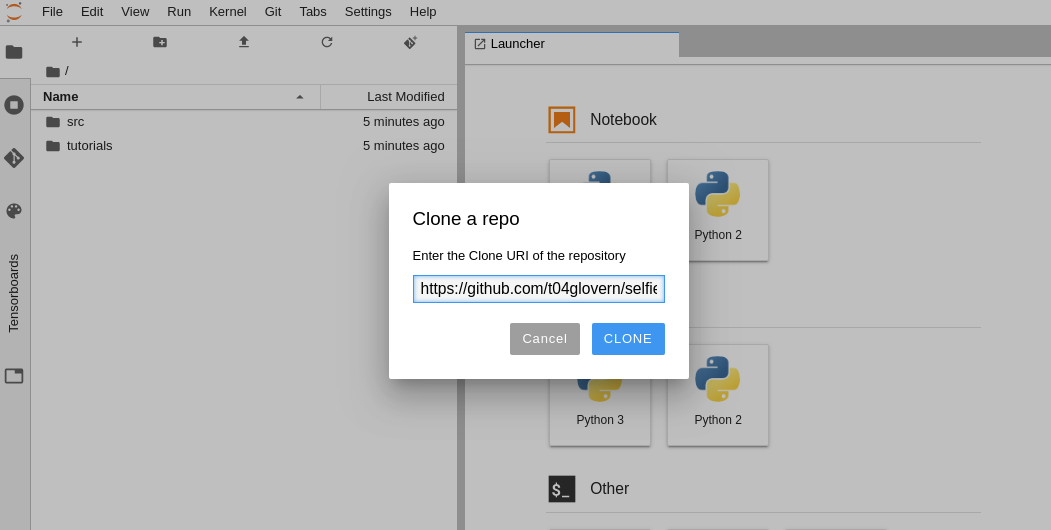 File Edit View Run Kernel Git Tabs Settings Help
Launcher
/
Name Last Modified
src 5 minutes ago
tutorials 5 minutes ago
Tensorboards
Notebook
Python 2
Clone a repo
Enter the Clone URI of the repository
https://github.com/t04glovern/selfie
Cancel CLONE
Python 3 Python 2
$_ Other